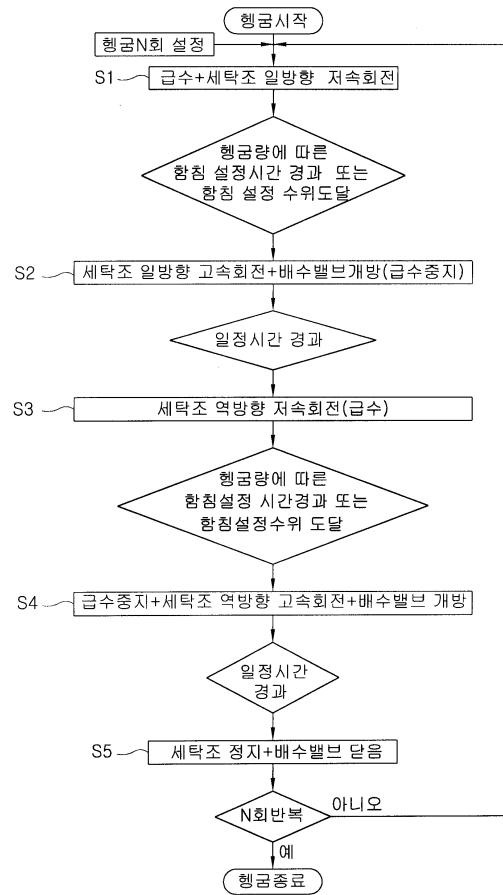 헹굼시작
헹굼N회 설정
S1
급수+세탁조 일방향 저속회전
헹굼량에 따른
함침 설정시간 경과 또는
함침 설정 수위도달
S2
세탁조 일방향 고속회전+배수밸브개방(급수중지)
일정시간 경과
S3
세탁조 역방향 저속회전(급수)
헹굼량에 따른
함침설정 시간경과 또는
함침설정수위 도달
S4
급수중지+세탁조 역방향 고속회전+배수밸브 개방
일정시간
경과
S5
세탁조 정지+배수밸브 닫음
N회반복
아니오
예
헹굼종료